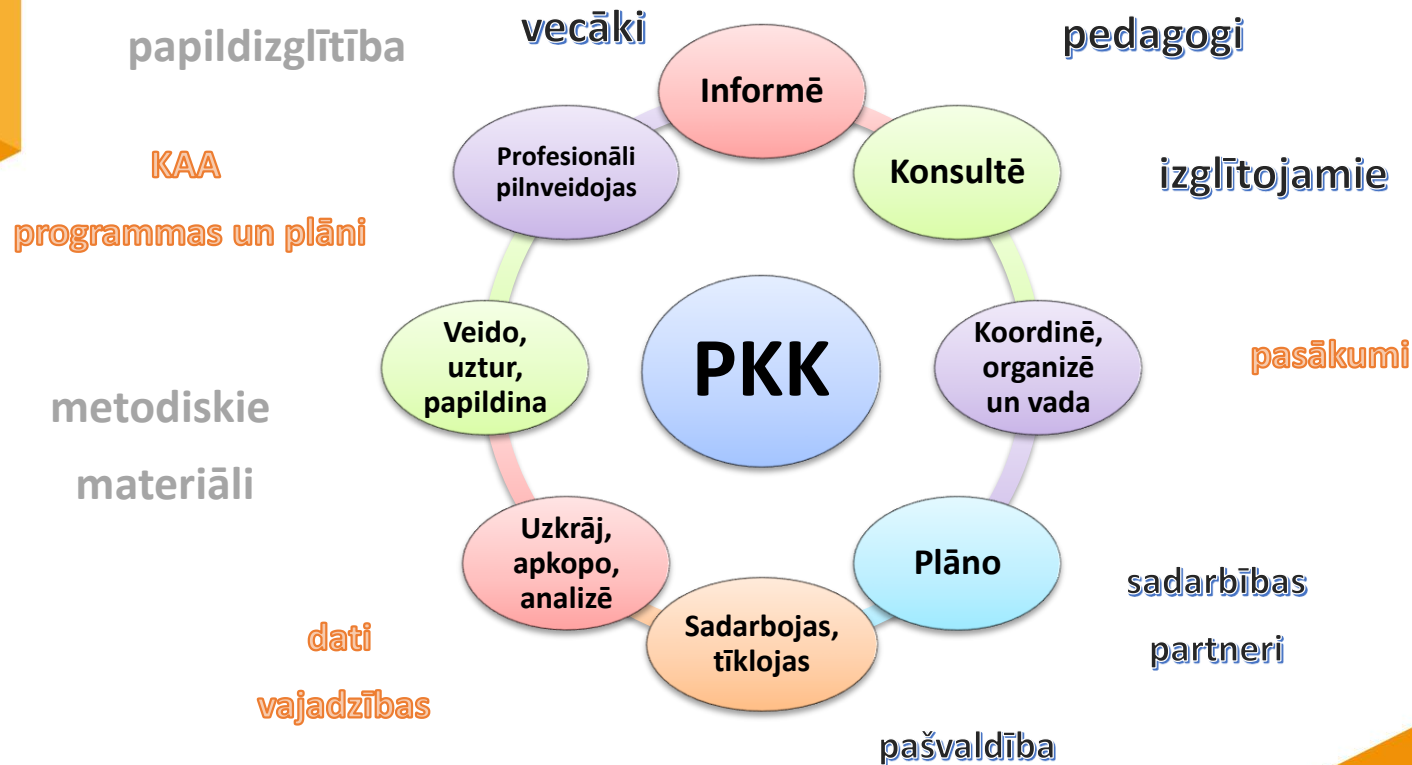 papildizglītība
vecāki
pedagogi
Informē
Profesionāli
pilnveidojas
Konsultē
KAA
programmas un plāni
izglītojamie
Veido,
uztur,
papildina
PKK
Koordinē,
organizē
un vada
pasākumi
metodiskie
materiāli
Uzkrāj,
apkopo,
analizē
Plāno
Sadarbojas,
tīklojas
sadarbības
partneri
dati
vajadzības
pašvaldība